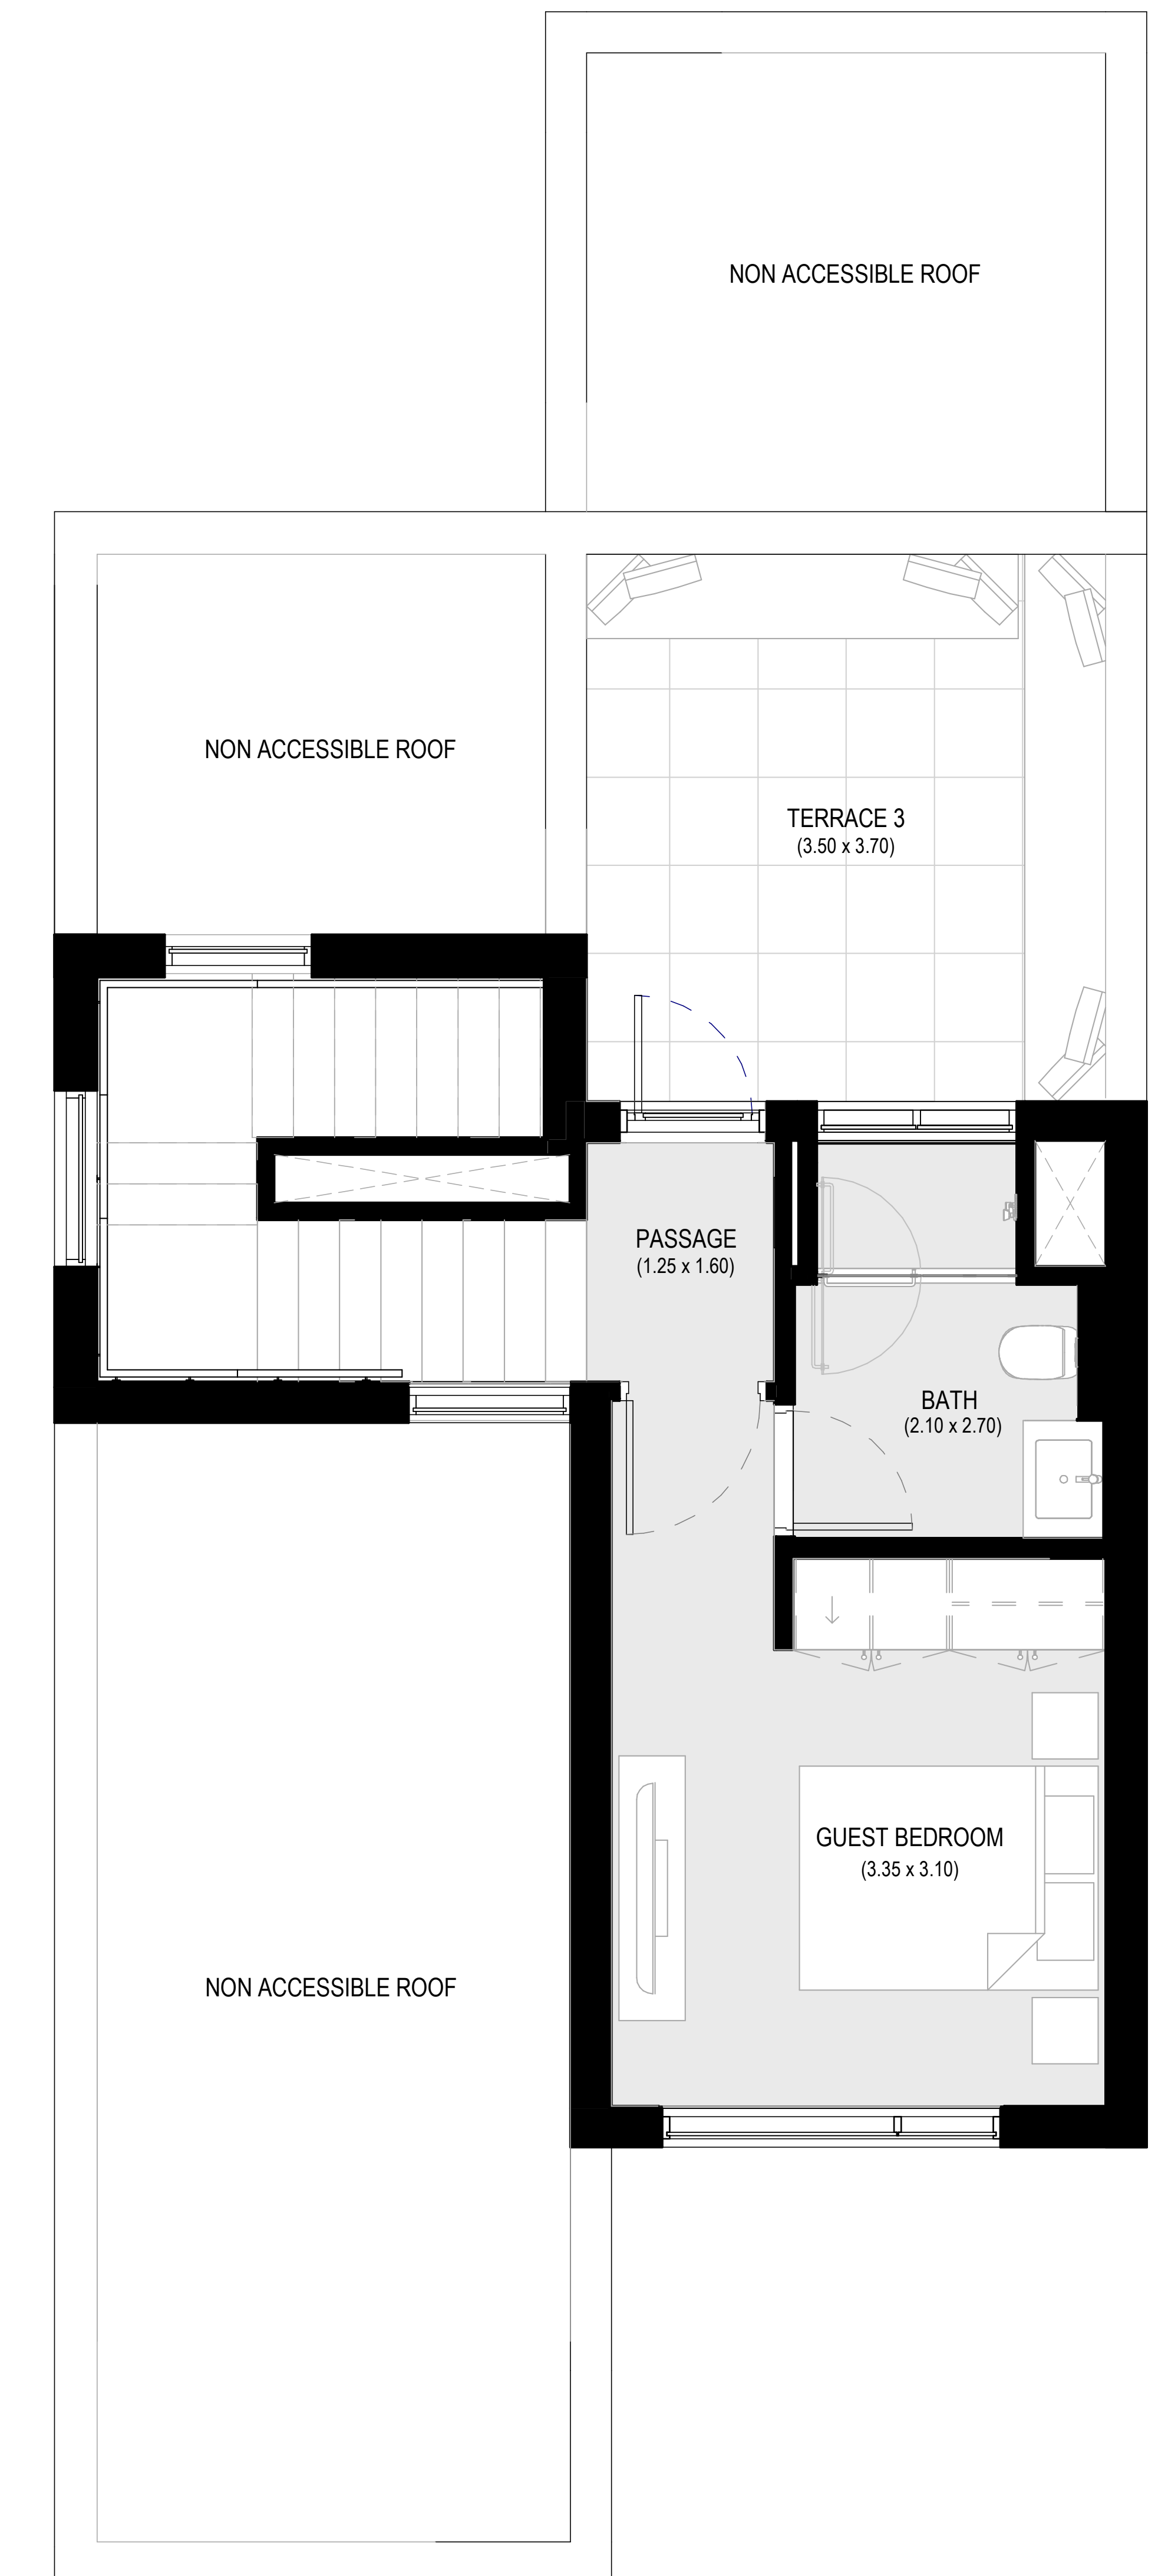 NON ACCESSIBLE ROOF
NON ACCESSIBLE ROOF
TERRACE 3
(3.50 x 3.70)
PASSAGE
(1.25 x 1.60)
BATH
(2.10 x 2.70)
GUEST BEDROOM
(3.35 x 3.10)
NON ACCESSIBLE ROOF